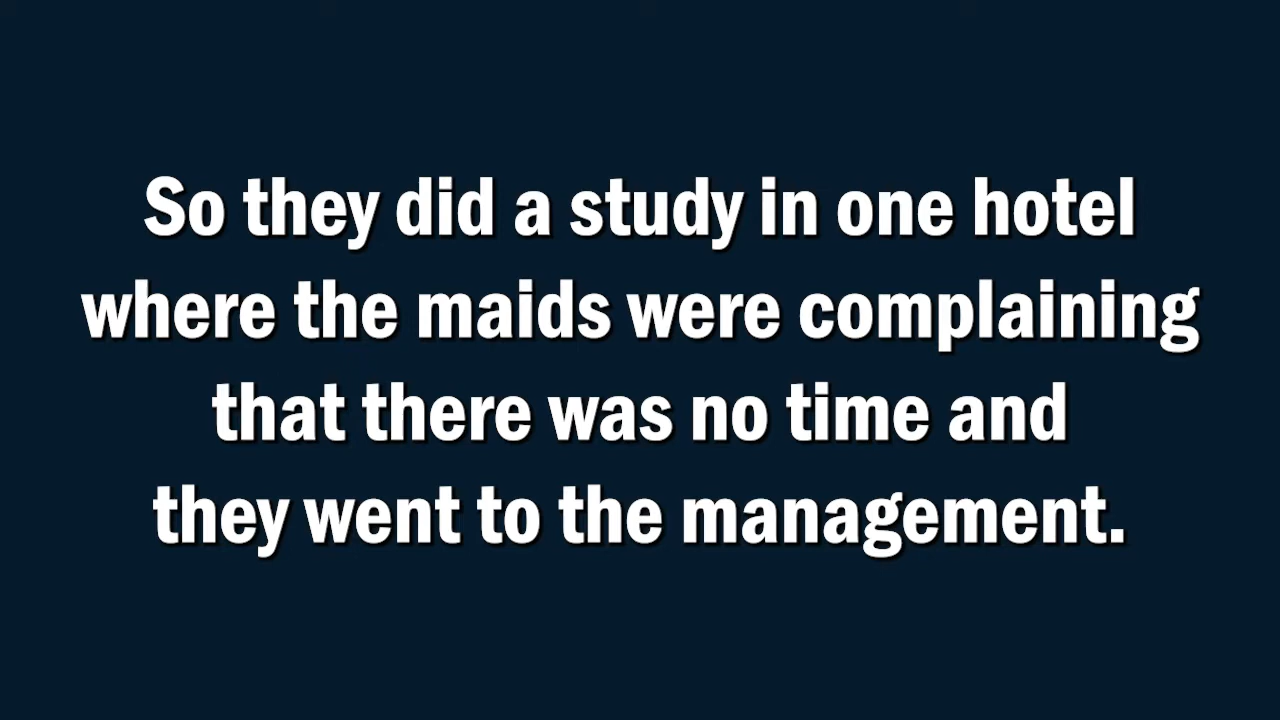 So they did a study in one hotel
where the maids were complaining
that there was no time and
they went to the management.